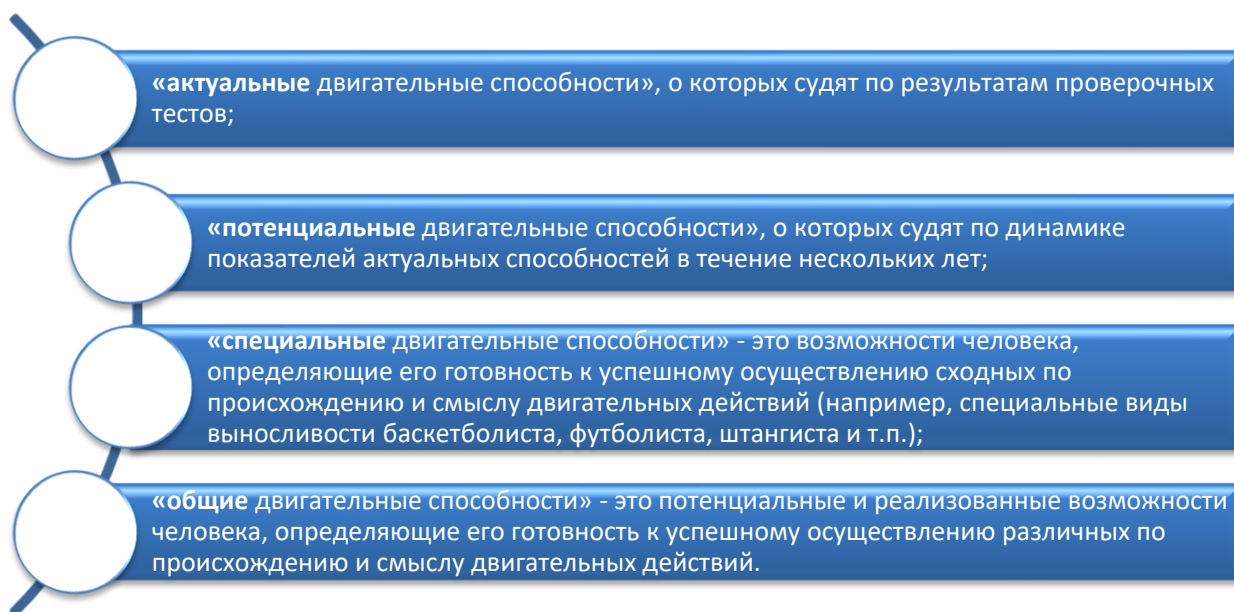 «актуальные двигательные способности», о которых судят по результатам проверочных
тестов;
«потенциальные двигательные способности», о которых судят по динамике
показателей актуальных способностей в течение нескольких лет;
«специальные двигательные способности» - это возможности человека,
определяющие его готовность к успешному осуществлению сходных по
происхождению и смыслу двигательных действий (например, специальные виды
выносливости баскетболиста, футболиста, штангиста и т.п.);
«общие двигательные способности» - это потенциальные и реализованные возможности
человека, определяющие его готовность к успешному осуществлению различных по
происхождению и смыслу двигательных действий.